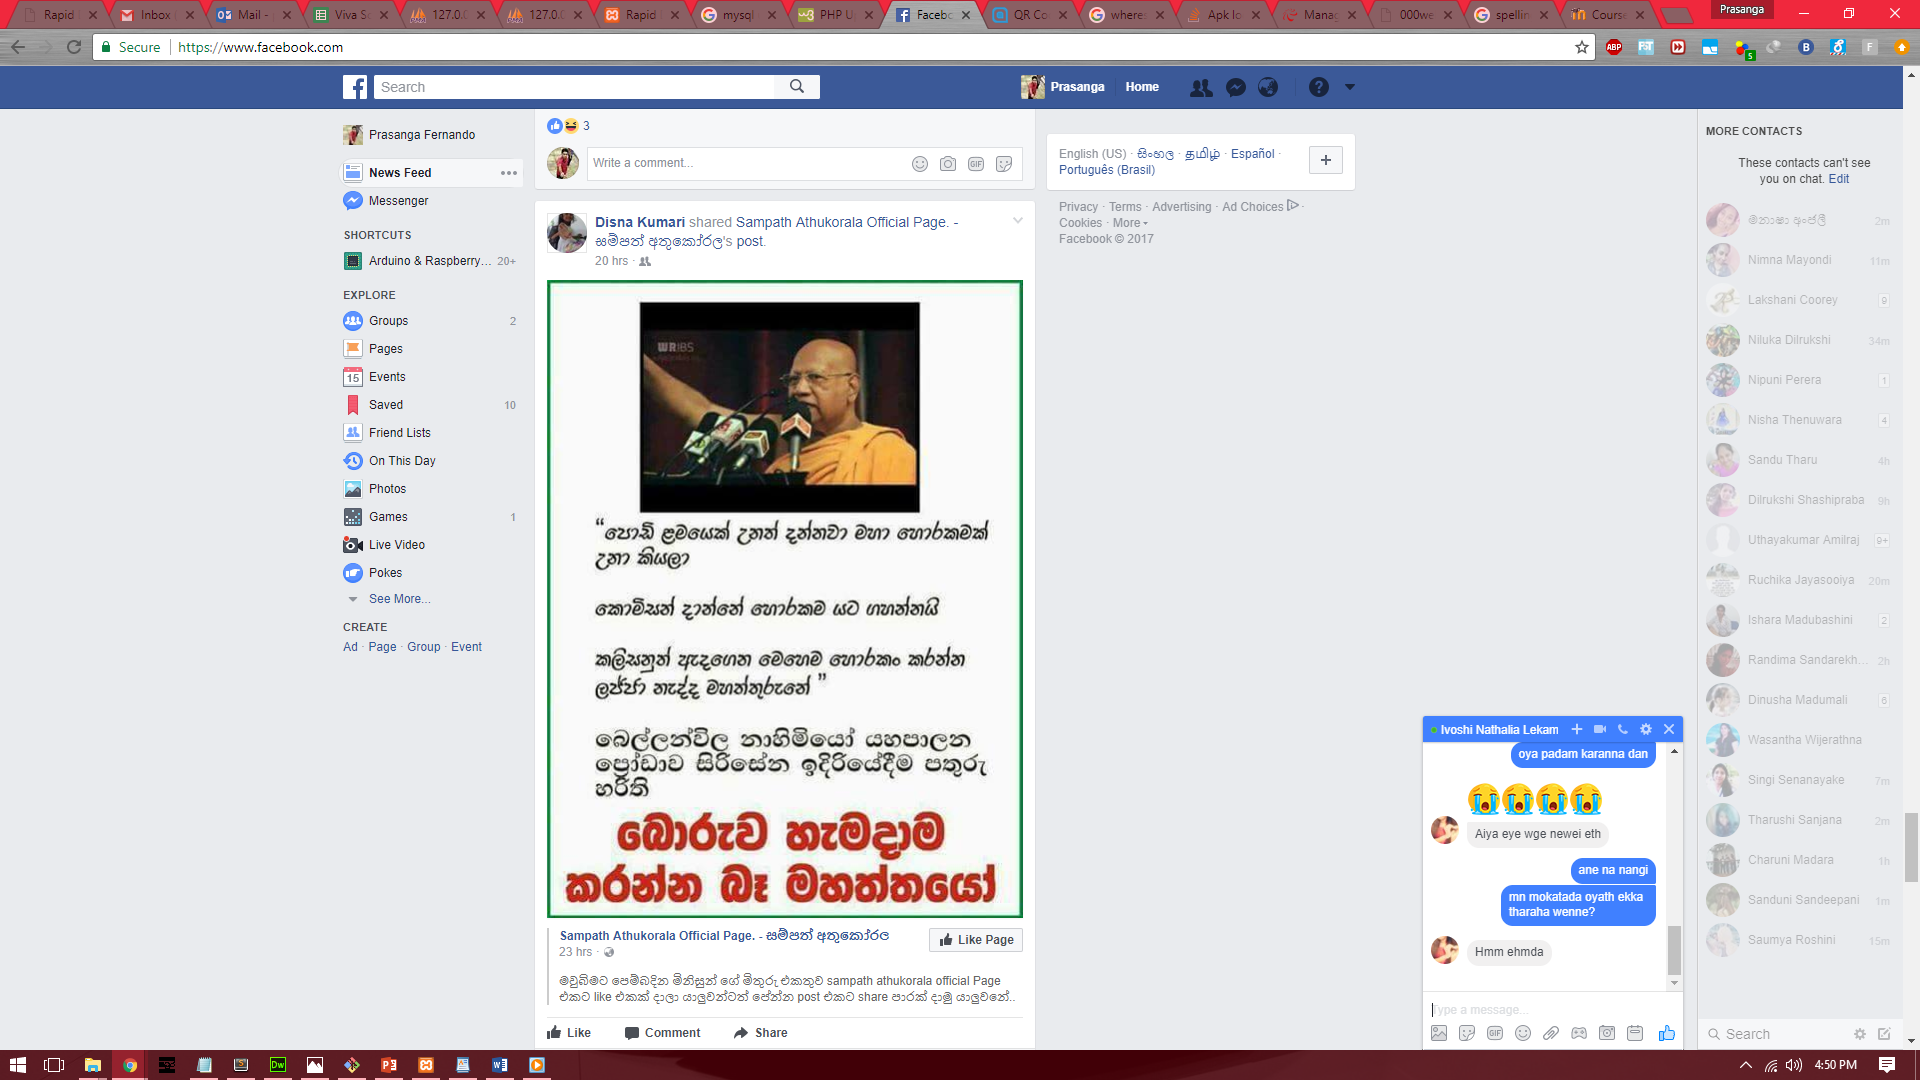 Rapid
Inbox
Mail -
Viva So
127.0.0
127.0.0
Rapid
mysql
PHP U
Facebo
QR Co
where
Apk Ic
Manag
000we
spellin
Course
Prasanga
Secure
https://www.facebook.com
Search
Prasanga
Home
Prasanga Fernando
News Feed
Messenger
SHORTCUTS
Arduino & Raspberry... 20+
EXPLORE
Groups 2
Pages
15 Events
Saved 10
Friend Lists
On This Day
Photos
Games 1
Live Video
Pokes
See More...
CREATE
Ad · Page · Group · Event
3
Write a comment...
GIF
Disna Kumari shared Sampath Athukorala Official Page. -
සම්පත් අතුකෝරල's post.
20 hrs ·
“පොඩි ළමයෙක් උනත් දන්නවා මහා හොරකමක්
උනා කියලා
කොමිසන් දාන්නේ හොරකම යට ගහන්නයි
කලිසනුත් ඇදගෙන මෙහෙම හොරකං කරන්න
ලජ්ජා නැද්ද මහත්තුරුනේ ”
බෙල්ලන්විල නාහිමියෝ යහපාලන
ප්‍රෝඩාව සිරිසේන ඉදිරියේදීම පතුරු
හරිති
බොරුව හැමදාම
කරන්න බෑ මහත්තයෝ
Sampath Athukorala Official Page. - සම්පත් අතුකෝරල
23 hrs ·
Like Page
මවුබිමට පෙම්බදින මිනිසුන් ගේ මිතුරු එකතුව sampath athukorala official Page
එකට like එකක් දාලා යාලුවන්ටත් පේන්න post එකට share පාරක් දාමු යාලුවනේ..
Like
Comment
Share
English (US) · සිංහල · தமிழ் · Español ·
Português (Brasil)
Privacy · Terms · Advertising · Ad Choices ·
Cookies · More
Facebook © 2017
MORE CONTACTS
These contacts can't see
you on chat. Edit
මනාෂා අංජලී 2m
Nimna Mayondi 11m
Lakshani Coorey 9
Niluka Dilrukshi 34m
Nipuni Perera 1
Nisha Thenuwara 4
Sandu Tharu 4h
Dilrukshi Shashipraba 9h
Uthayakumar Amilraj 9+
Ruchika Jayasooiya 20m
Ishara Madubashini 2
Randima Sandarekh... 2h
Dinusha Madumali 6
Wasantha Wijerathna
Singi Senanayake 7m
Tharushi Sanjana 2m
Charuni Madara 1h
Sanduni Sandeepani 1m
Saumya Roshini 15m
Search
Ivoshi Nathalia Lekam
oya padam karanna dan
Aiya eye wge newei eth
ane na nangi
mn mokatada oyath ekka
tharaha wenne?
Hmm ehmda
Type a message...
GIF
4:50 PM